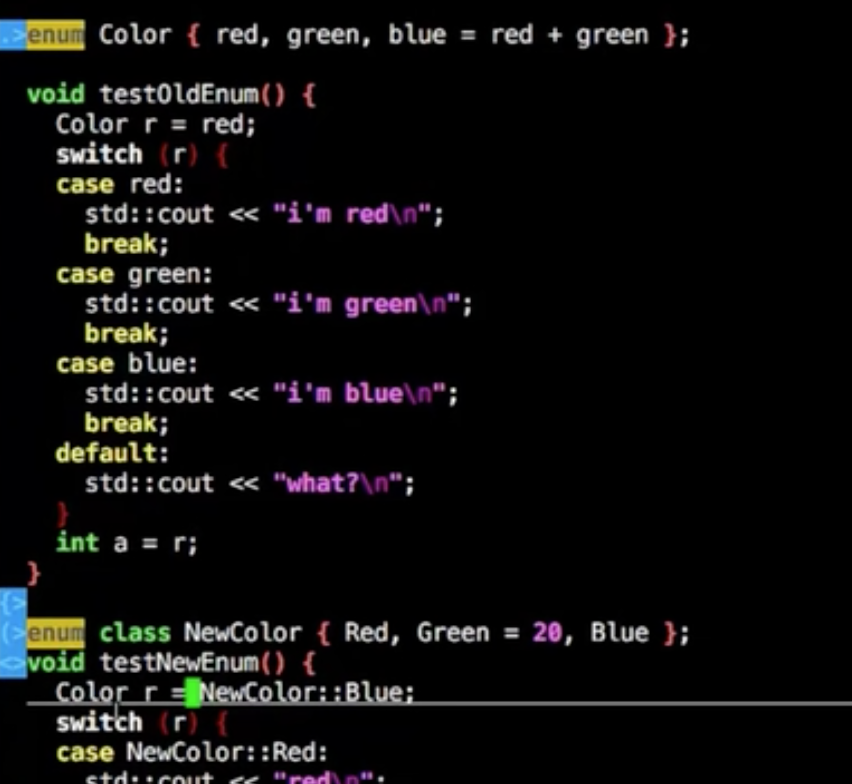 .>enum Color { red, green, blue = red + green };
void testOldEnum() {
Color r = red;
switch (r) {
case red:
std::cout << "i'm red\n";
break;
case green:
std::cout << "i'm green\n";
break;
case blue:
std::cout << "i'm blue\n";
break;
default:
std::cout << "what?\n";
}
int a = r;
}
{>
(>enum class NewColor { Red, Green = 20, Blue };
<>void testNewEnum() {
Color r = NewColor::Blue;
switch (r) {
case NewColor::Red:
std::cout << "red\n";